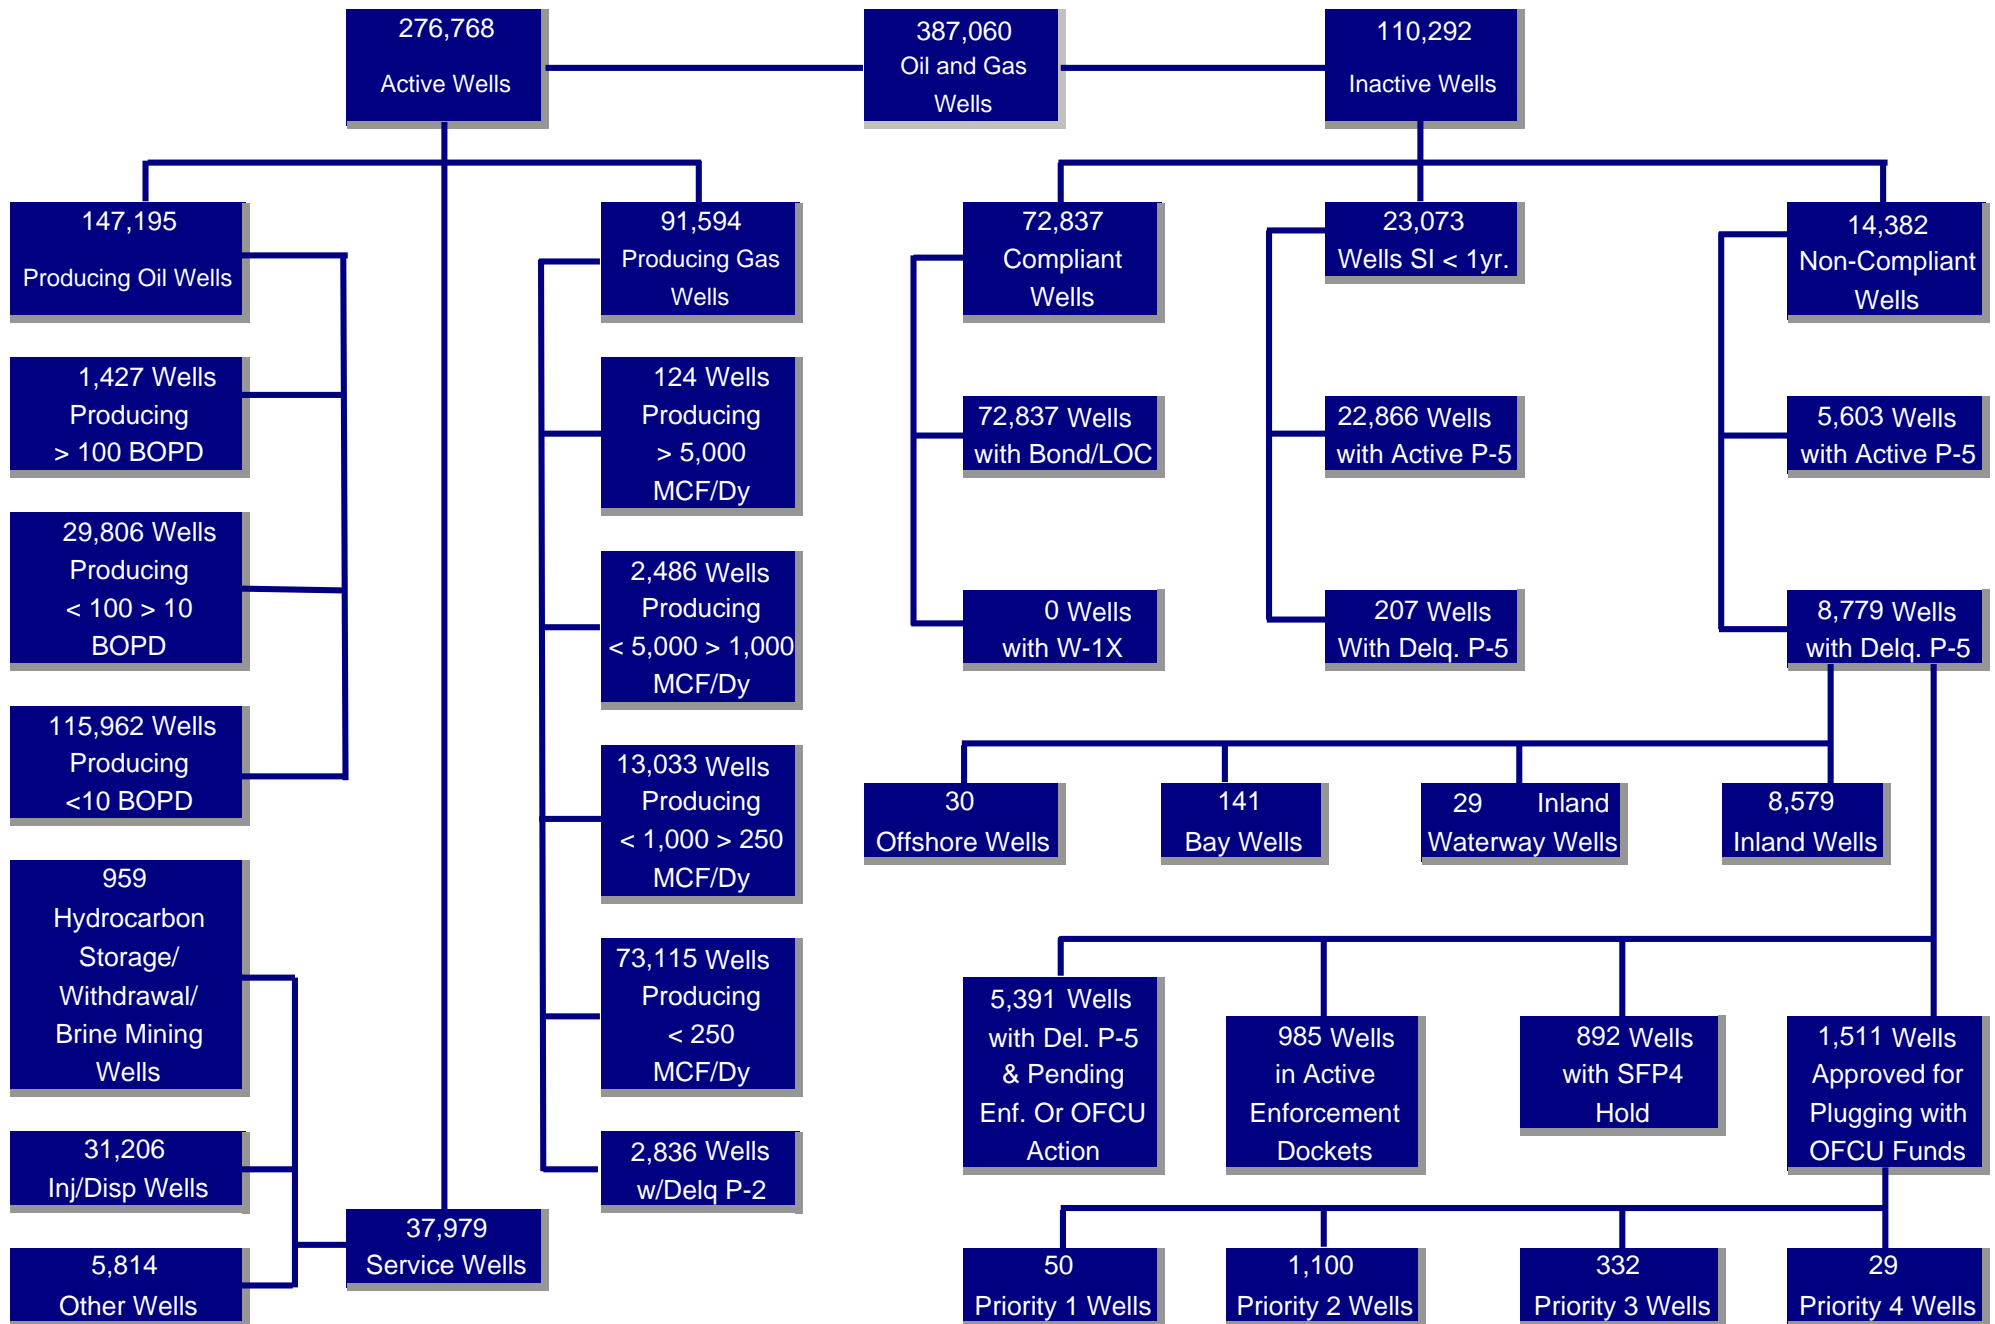 276,768
Active Wells
387,060
Oil and Gas
Wells
110,292
Inactive Wells
147,195
Producing Oil Wells
91,594
Producing Gas
Wells
72,837
Compliant
Wells
23,073
Wells SI < 1yr.
14,382
Non-Compliant
Wells
1,427 Wells
Producing
> 100 BOPD
124 Wells
Producing
> 5,000
MCF/Dy
72,837 Wells
with Bond/LOC
22,866 Wells
with Active P-5
5,603 Wells
with Active P-5
29,806 Wells
Producing
< 100 > 10
BOPD
2,486 Wells
Producing
< 5,000 > 1,000
MCF/Dy
0 Wells
with W-1X
207 Wells
With Delq. P-5
8,779 Wells
with Delq. P-5
115,962 Wells
Producing
<10 BOPD
13,033 Wells
Producing
< 1,000 > 250
MCF/Dy
30
Offshore Wells
141
Bay Wells
29 Inland
Waterway Wells
8,579
Inland Wells
959
Hydrocarbon
Storage/
Withdrawal/
Brine Mining
Wells
73,115 Wells
Producing
< 250
MCF/Dy
5,391 Wells
with Del. P-5
& Pending
Enf. Or OFCU
Action
985 Wells
in Active
Enforcement
Dockets
892 Wells
with SFP4
Hold
1,511 Wells
Approved for
Plugging with
OFCU Funds
31,206
Inj/Disp Wells
2,836 Wells
w/Delq P-2
37,979
Service Wells
5,814
Other Wells
50
Priority 1 Wells
1,100
Priority 2 Wells
332
Priority 3 Wells
29
Priority 4 Wells